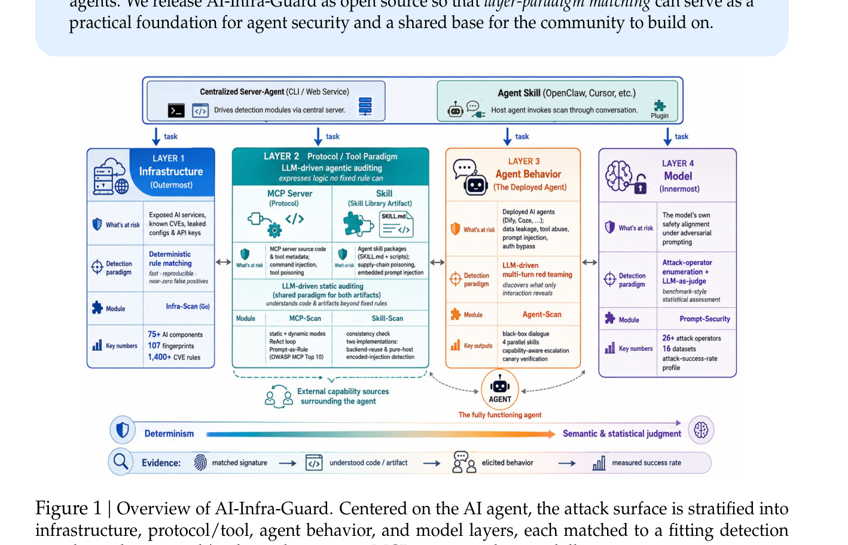 agents. We release AI-Infra-Guard as open source so that layer-paradigm matching can serve as a
practical foundation for agent security and a shared base for the community to build on.
Centralized Server-Agent (CLI / Web Service)
Drives detection modules via central server.
Agent Skill (OpenClaw, Cursor, etc.)
Host agent invokes scan through conversation.
Plugin
task
task
task
task
LAYER 1
Infrastructure
(Outermost)
What's at risk
Exposed AI services,
known CVEs, leaked
configs & API keys
Detection
paradigm
Deterministic
rule matching
fast · reproducible ·
near-zero false positives
Module
Infra-Scan (Go)
Key numbers
75+ AI components
107 fingerprints
1,400+ CVE rules
LAYER 2 Protocol / Tool Paradigm
LLM-driven agentic auditing
expresses logic no fixed rule can
MCP Server
(Protocol)
Skill
(Skill Library Artifact)
SKILL.md
What's at risk
MCP server source code
& tool metadata;
command injection,
tool poisoning
What's at risk
Agent skill packages
(SKILL.md + scripts);
supply-chain poisoning,
embedded prompt injection
LLM-driven static auditing
(shared paradigm for both artifacts)
understands code & artifacts beyond fixed rules
Module
MCP-Scan
Skill-Scan
static + dynamic modes
ReAct loop
Prompt-as-Rule
(OWASP MCP Top 10)
consistency check
two implementations:
backend-reuse & pure-host
encoded-injection detection
LAYER 3
Agent Behavior
(The Deployed Agent)
What's at risk
Deployed AI agents
(Dify, Coze, ...);
data leakage, tool abuse,
prompt injection,
auth bypass
Detection
paradigm
LLM-driven
multi-turn red teaming
discovers what only
interaction reveals
Module
Agent-Scan
Key outputs
black-box dialogue
4 parallel skills
capability-aware escalation
canary verification
LAYER 4
Model
(Innermost)
What's at risk
The model's own
safety alignment
under adversarial
prompting
Detection
paradigm
Attack-operator
enumeration +
LLM-as-judge
benchmark-style
statistical assessment
Module
Prompt-Security
Key numbers
26+ attack operators
16 datasets
attack-success-rate
profile
External capability sources
surrounding the agent
AGENT
The fully functioning agent
Determinism
Semantic & statistical judgment
Evidence:
matched signature
understood code / artifact
elicited behavior
measured success rate
Figure 1 | Overview of AI-Infra-Guard. Centered on the AI agent, the attack surface is stratified into
infrastructure, protocol/tool, agent behavior, and model layers, each matched to a fitting detection